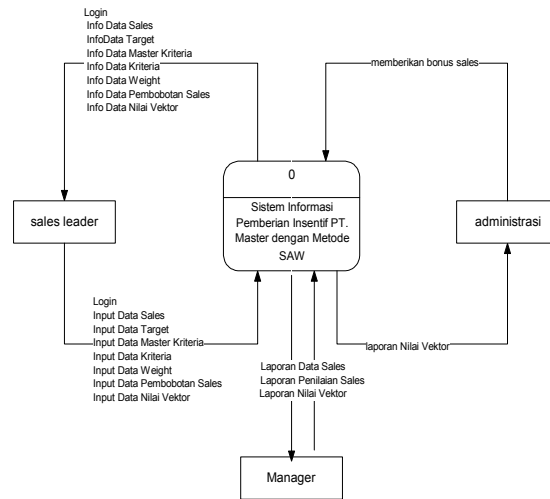 Login
Info Data Sales
InfoData Target
Info Data Master Kriteria
Info Data Kriteria
Info Data Weight
Info Data Pembobotan Sales
Info Data Nilai Vektor
memberikan bonus sales
0
Sistem Informasi
Pemberian Insentif PT.
Master dengan Metode
SAW
sales leader
administrasi
Login
Input Data Sales
Input Data Target
Input Data Master Kriteria
Input Data Kriteria
Input Data Weight
Input Data Pembobotan Sales
Input Data Nilai Vektor
laporan Nilai Vektor
Laporan Data Sales
Laporan Penilaian Sales
Laporan Nilai Vektor
Manager